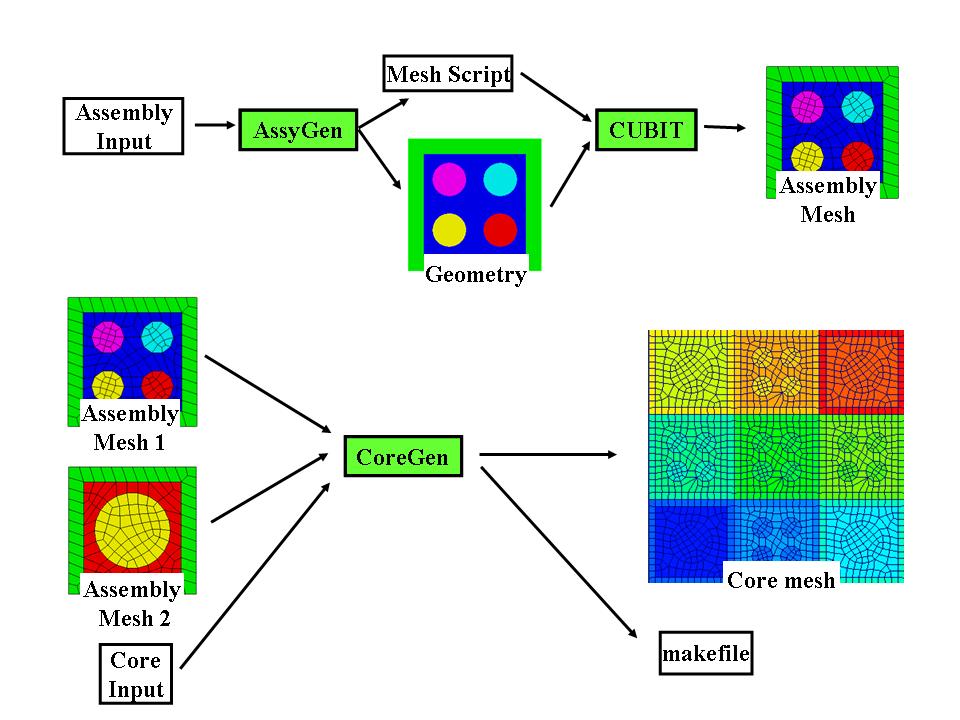 Mesh Script
Assembly
Input
AssyGen
CUBIT
Assembly
Mesh
Geometry
Assembly
Mesh 1
CoreGen
Assembly
Mesh 2
Core mesh
Core
Input
makefile